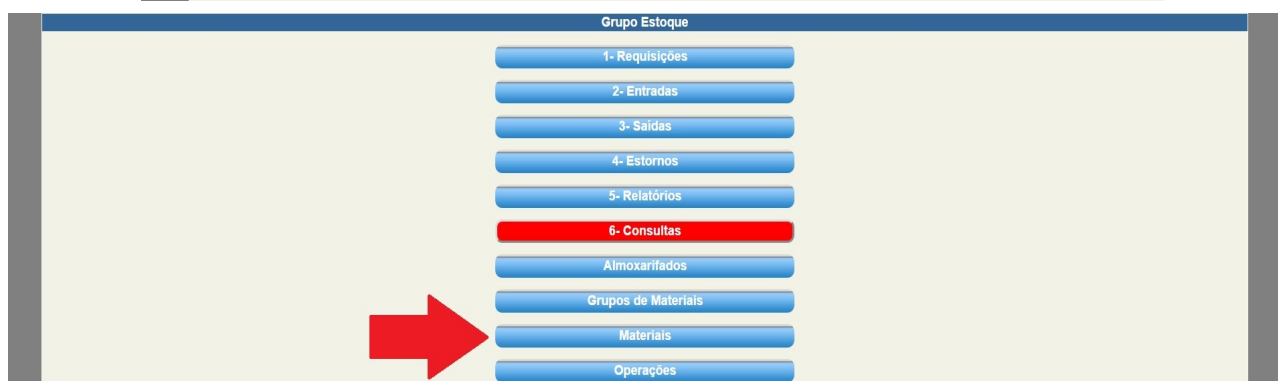 Grupo Estoque
1- Requisições
2- Entradas
3- Saídas
4- Estornos
5- Relatórios
6- Consultas
Almoxarifados
Grupos de Materiais
Materiais
Operações